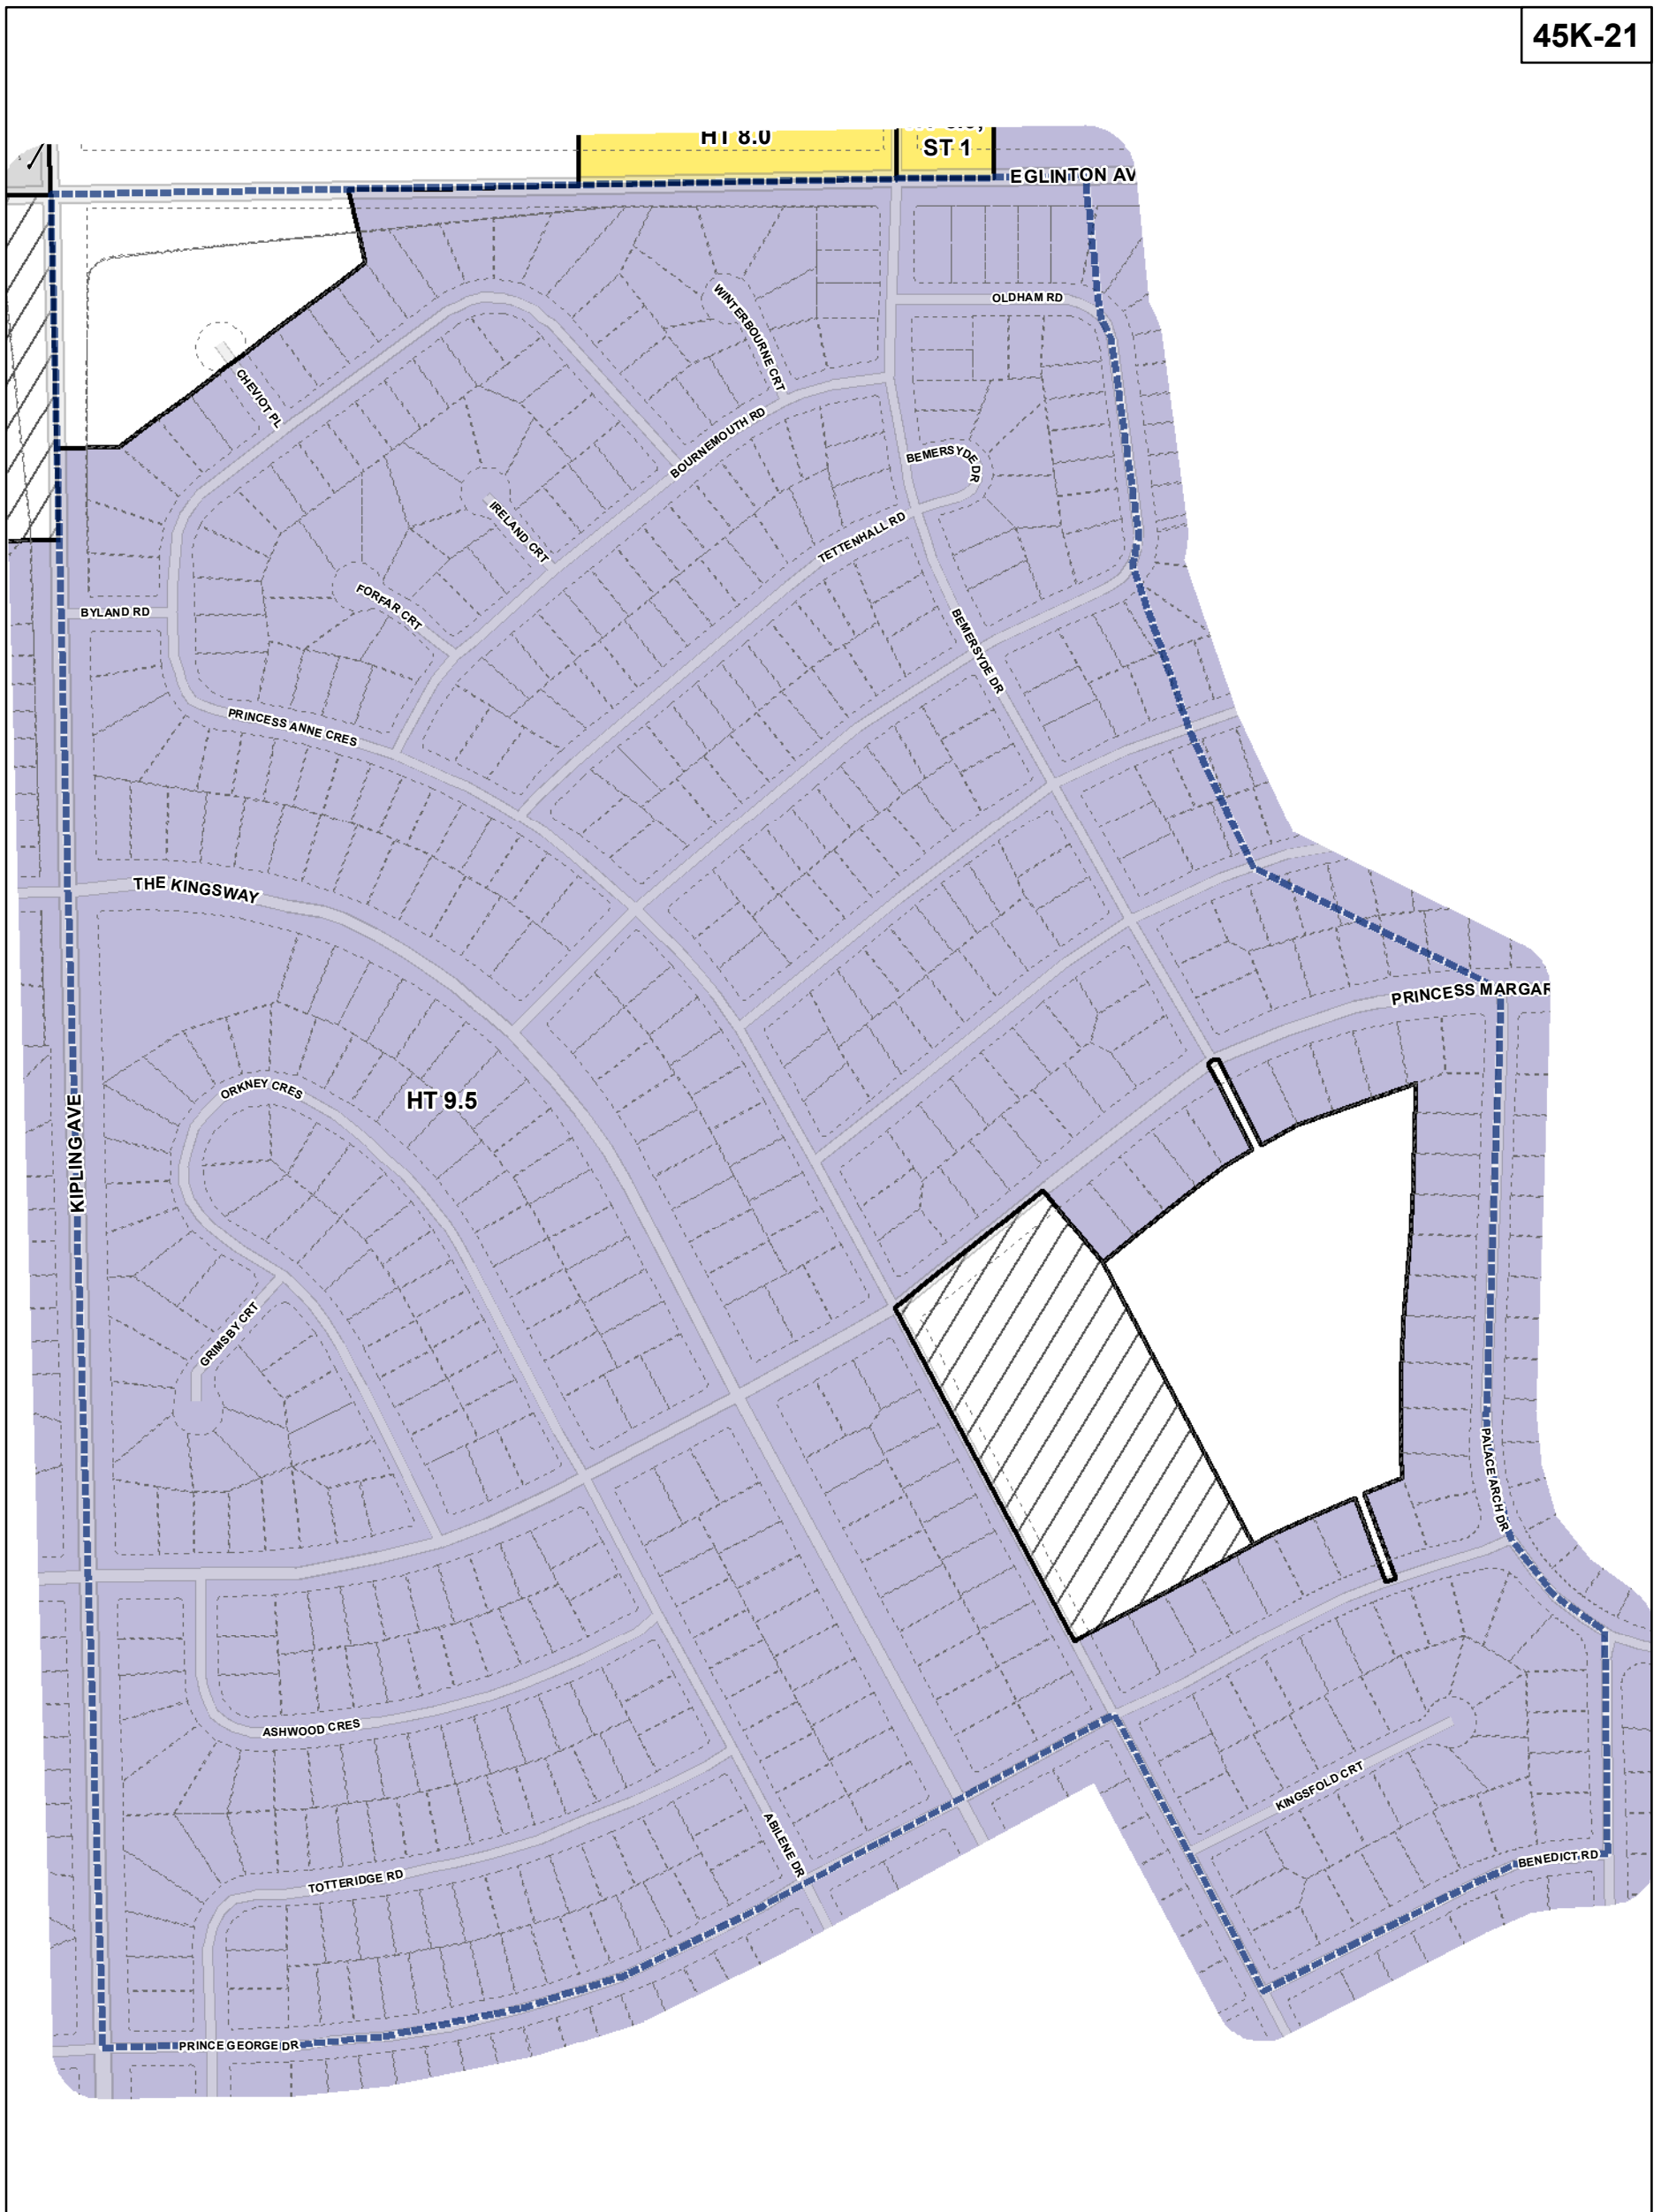 45K-21
HT 8.0
ST 1
EGLINTON AV
OLDHAM RD
WINTERBOURNE CRT
CHEVIOT PL
BOURNEMOUTH RD
BEMERSYDE DR
IRELAND CRT
TETTENHALL RD
FORFAR CRT
BYLAND RD
BEMERSYDE DR
PRINCESS ANNE CRES
THE KINGSWAY
PRINCESS MARGAR
ORKNEY CRES
HT 9.5
KIPLING AVE
GRIMSBY CRT
PALACE ARCH DR
ASHWOOD CRES
KINGSFOLD CRT
ABILENE DR
BENEDICT RD
TOTTERIDGE RD
PRINCE GEORGE DR